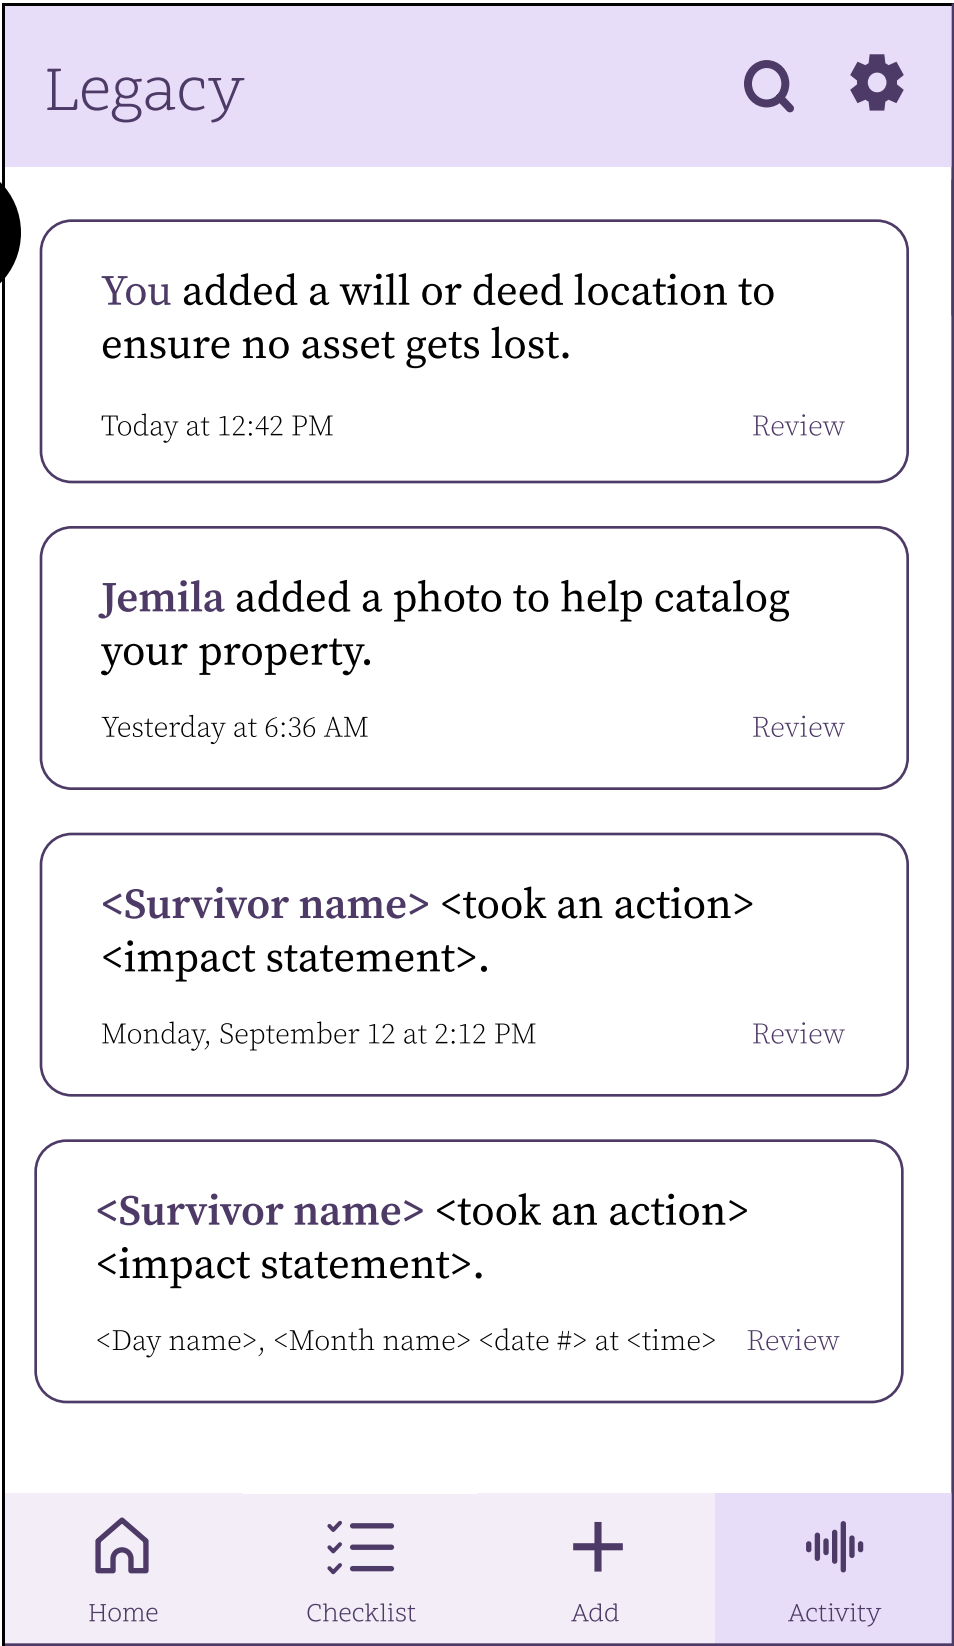 Legacy
You added a will or deed location to
ensure no asset gets lost.
Today at 12:42 PM Review
Jemila added a photo to help catalog
your property.
Yesterday at 6:36 AM Review
<Survivor name> <took an action>
<impact statement>.
Monday, September 12 at 2:12 PM Review
<Survivor name> <took an action>
<impact statement>.
<Day name>, <Month name> <date #> at <time> Review
Home Checklist Add Activity